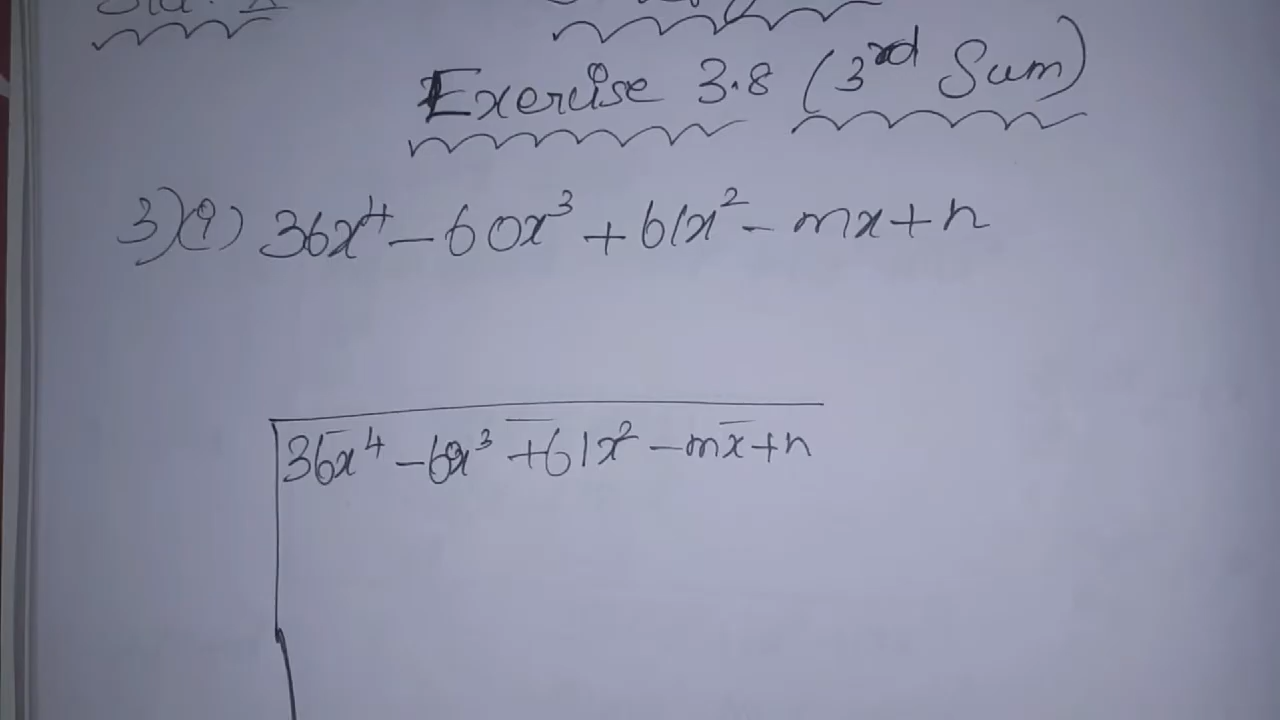 Exercise 3.8 (3rd Sum)
3)(i) 36x⁴ - 60x³ + 61x² - mx + n
36x⁴ - 60x³ + 61x² - mx + n